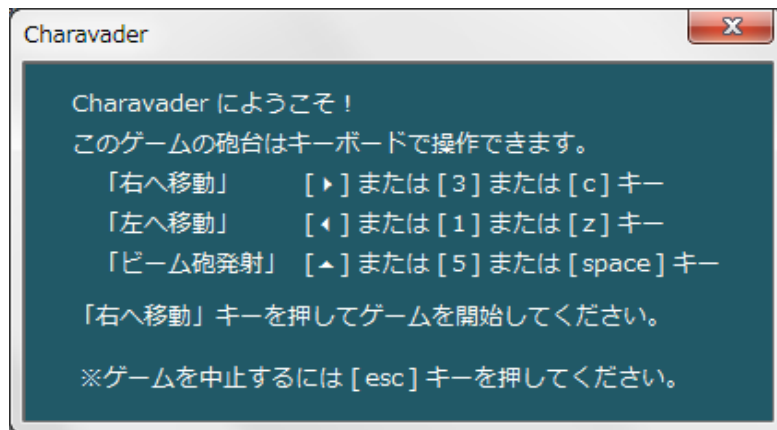 Charavader
Charavader にようこそ！
このゲームの砲台はキーボードで操作できます。
「右へ移動」　[ ▶ ] または [ 3 ] または [ c ] キー
「左へ移動」　[ ◀ ] または [ 1 ] または [ z ] キー
「ビーム砲発射」　[ ▲ ] または [ 5 ] または [ space ] キー
「右へ移動」キーを押してゲームを開始してください。
※ゲームを中止するには [ esc ] キーを押してください。